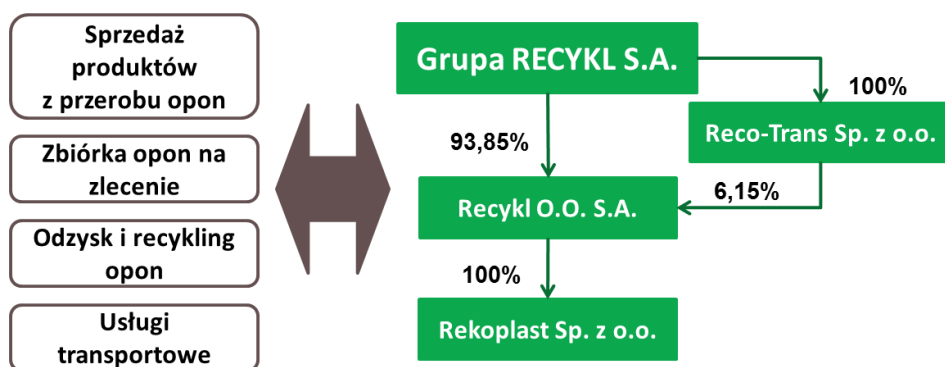 Sprzedaż
produktów
z przerobu opon
Zbiórka opon na
zlecenie
Odzysk i recykling
opon
Usługi
transportowe
Grupa RECYKL S.A.
100%
Reco-Trans Sp. z o.o.
93,85%
6,15%
Recykl O.O. S.A.
100%
Rekoplast Sp. z o.o.